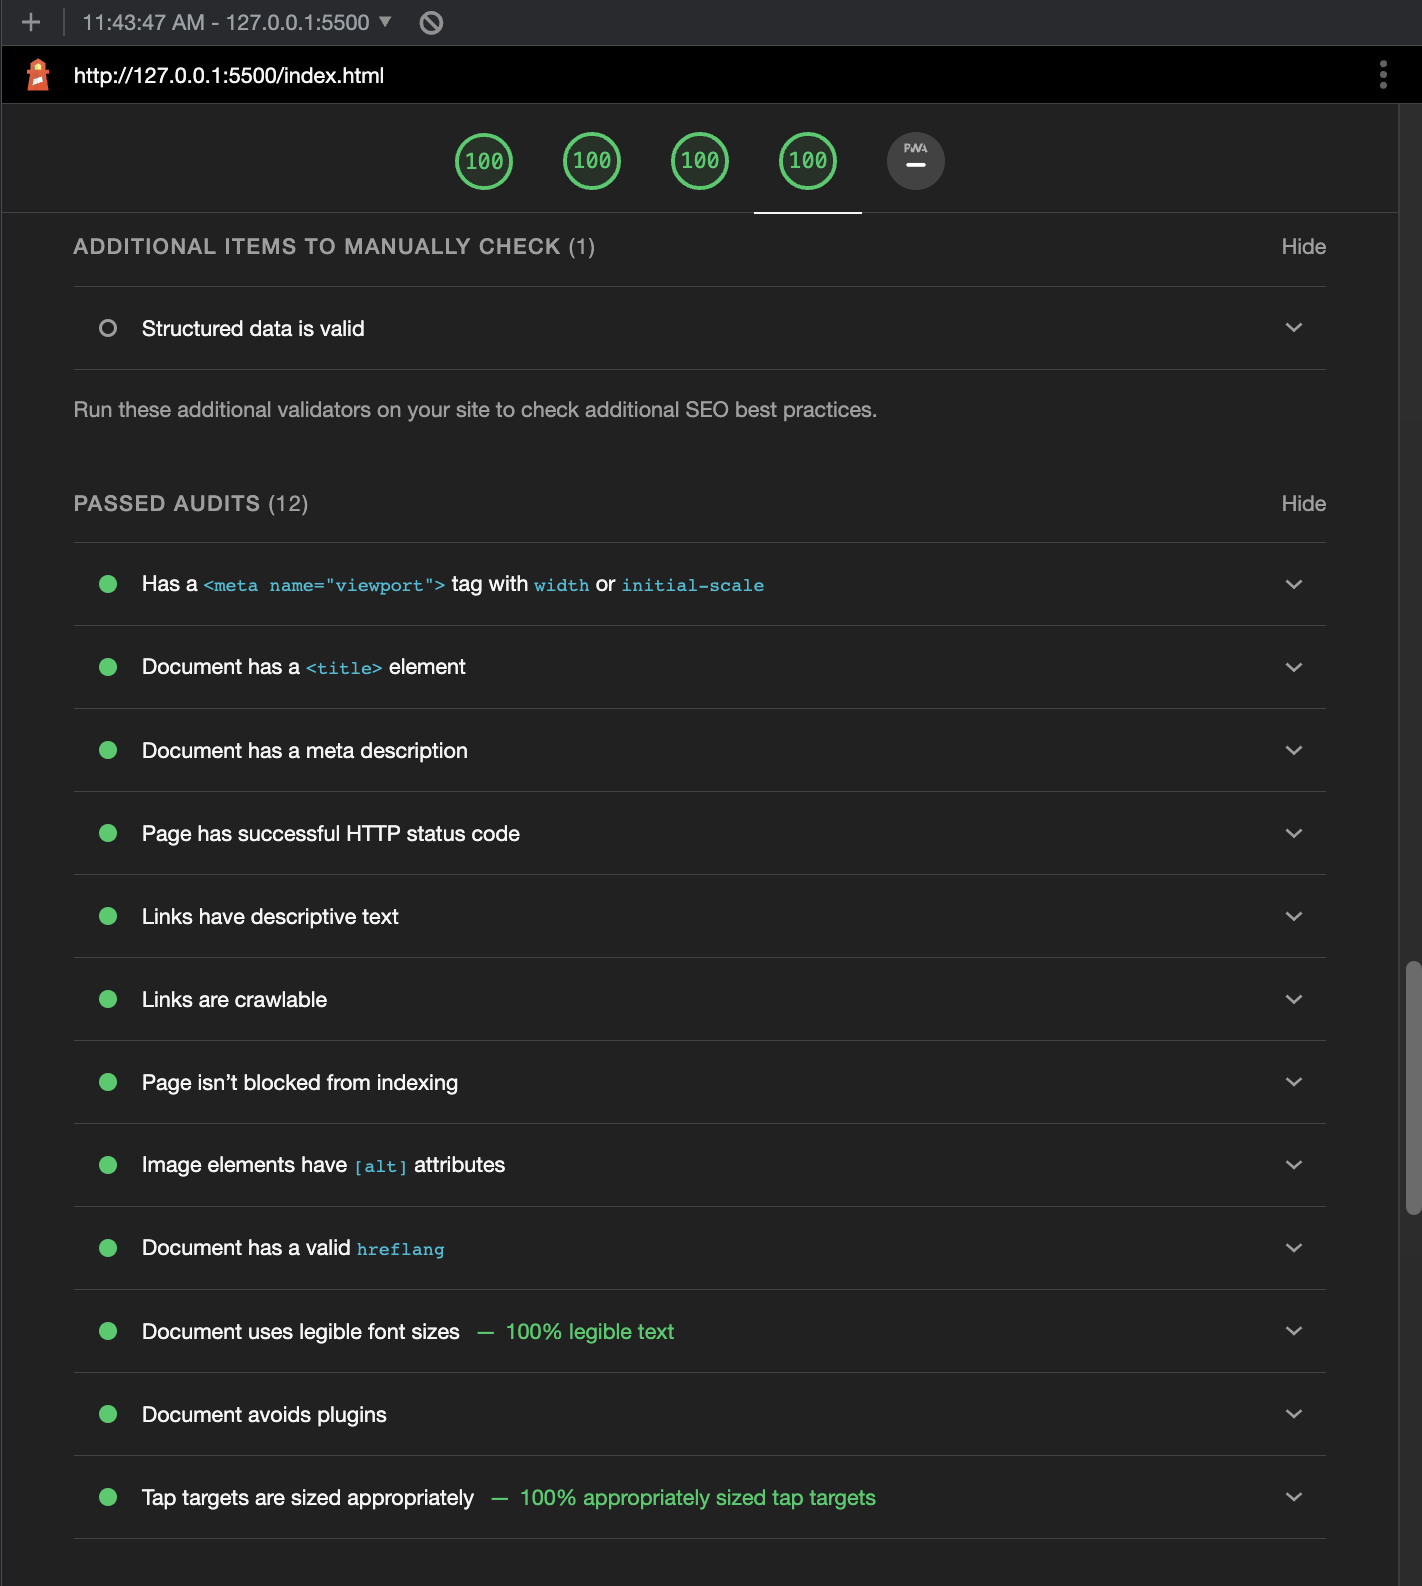 11:43:47 AM - 127.0.0.1:5500
http://127.0.0.1:5500/index.html
100 100 100 100 PWA
ADDITIONAL ITEMS TO MANUALLY CHECK (1) Hide
Structured data is valid
Run these additional validators on your site to check additional SEO best practices.
PASSED AUDITS (12) Hide
Has a <meta name="viewport"> tag with width or initial-scale
Document has a <title> element
Document has a meta description
Page has successful HTTP status code
Links have descriptive text
Links are crawlable
Page isn’t blocked from indexing
Image elements have [alt] attributes
Document has a valid hreflang
Document uses legible font sizes — 100% legible text
Document avoids plugins
Tap targets are sized appropriately — 100% appropriately sized tap targets